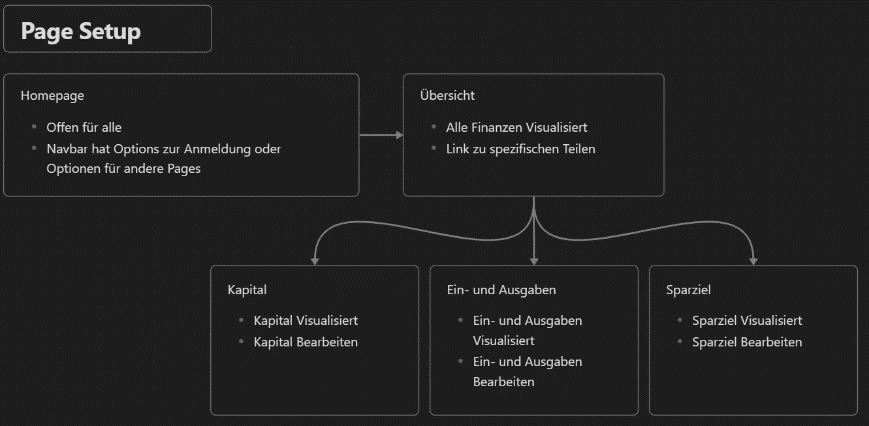 Page Setup
Homepage
Offen für alle
Navbar hat Options zur Anmeldung oder
Optionen für andere Pages
Übersicht
Alle Finanzen Visualisiert
Link zu spezifischen Teilen
Kapital
Kapital Visualisiert
Kapital Bearbeiten
Ein- und Ausgaben
Ein- und Ausgaben
Visualisiert
Ein- und Ausgaben
Bearbeiten
Sparziel
Sparziel Visualisiert
Sparziel Bearbeiten